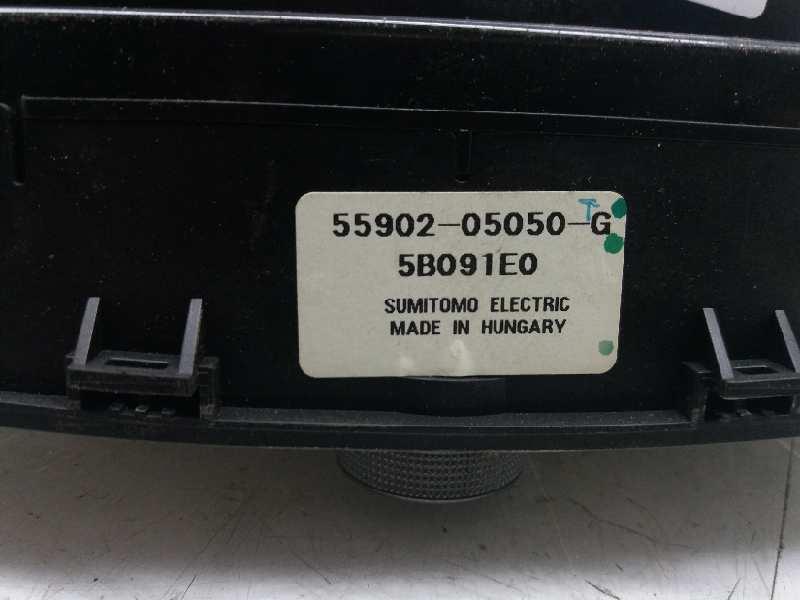 55902-05050-G
T
5B091E0
SUMITOMO ELECTRIC
MADE IN HUNGARY